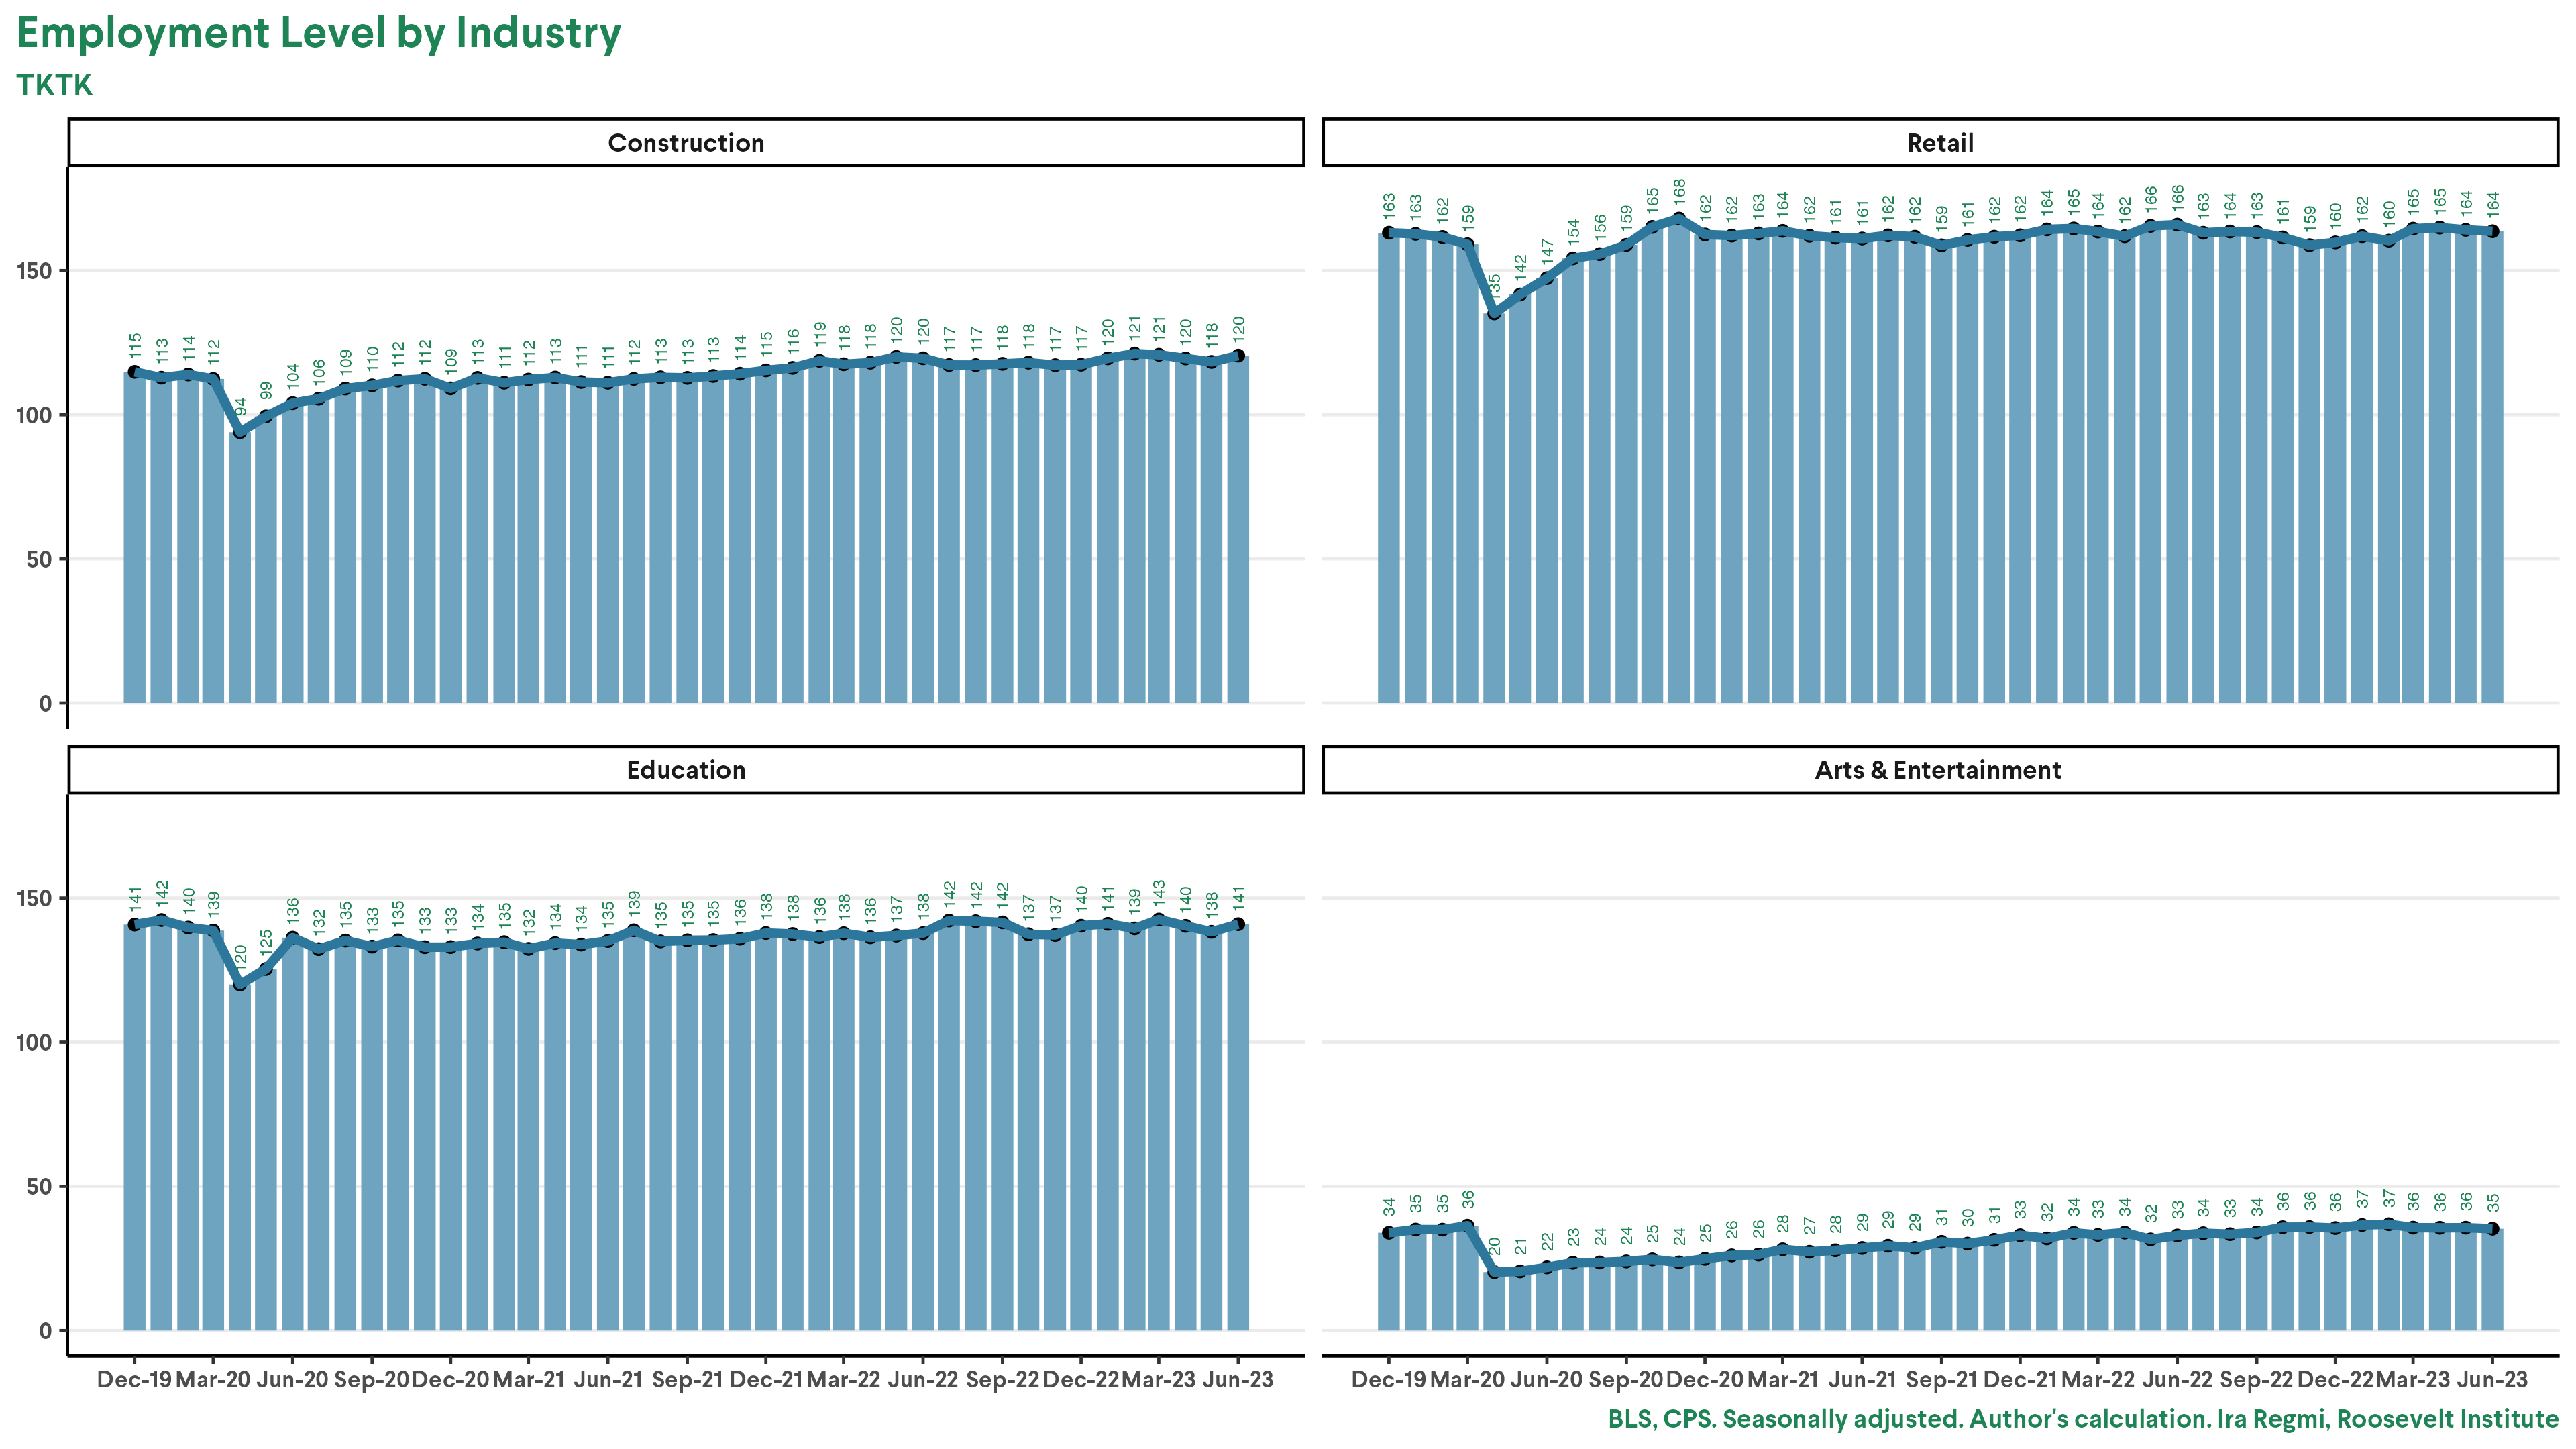 Employment Level by Industry
TKTK
Construction
Retail
150
100
50
0
115 113 114 112 94 99 104 106 109 110 112 112 109 113 111 112 113 111 111 112 113 113 113 114 115 116 119 118 118 120 120 117 117 118 118 117 117 120 121 121 120 118 120
163 163 162 159 135 142 147 154 156 159 165 168 162 162 163 164 162 161 161 162 162 159 161 162 162 164 165 164 162 166 166 163 164 163 161 159 160 162 160 165 165 164 164
Education
Arts & Entertainment
150
100
50
0
141 142 140 139 120 125 136 132 135 133 135 133 133 134 135 132 134 134 135 139 135 135 135 136 138 138 136 138 136 137 138 142 142 142 137 137 140 141 139 143 140 138 141
34 35 35 36 20 21 22 23 24 24 25 24 25 26 26 28 27 28 29 29 29 31 30 31 33 32 34 33 34 32 33 34 33 34 36 36 36 37 37 36 36 36 35
Dec-19 Mar-20 Jun-20 Sep-20 Dec-20 Mar-21 Jun-21 Sep-21 Dec-21 Mar-22 Jun-22 Sep-22 Dec-22 Mar-23 Jun-23
Dec-19 Mar-20 Jun-20 Sep-20 Dec-20 Mar-21 Jun-21 Sep-21 Dec-21 Mar-22 Jun-22 Sep-22 Dec-22 Mar-23 Jun-23
BLS, CPS. Seasonally adjusted. Author's calculation. Ira Regmi, Roosevelt Institute